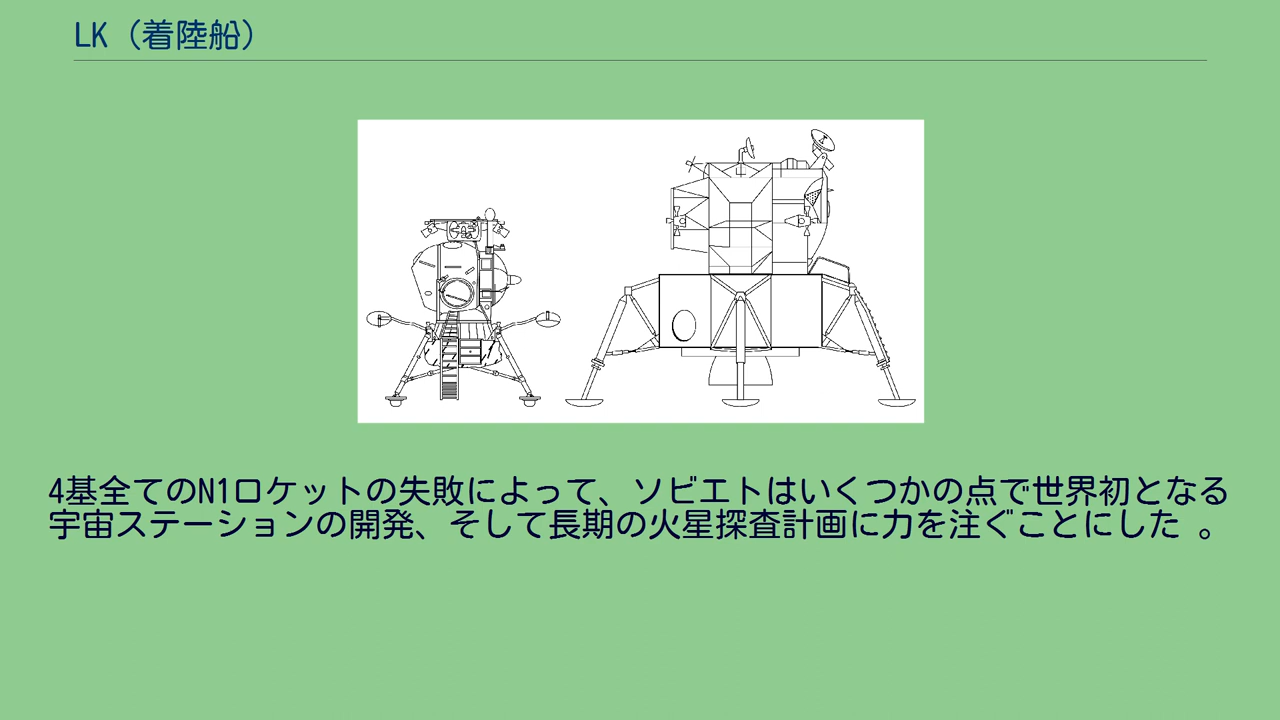 LK（着陸船）
4基全てのN1ロケットの失敗によって、ソビエトはいくつかの点で世界初となる
宇宙ステーションの開発、そして長期の火星探査計画に力を注ぐことにした 。